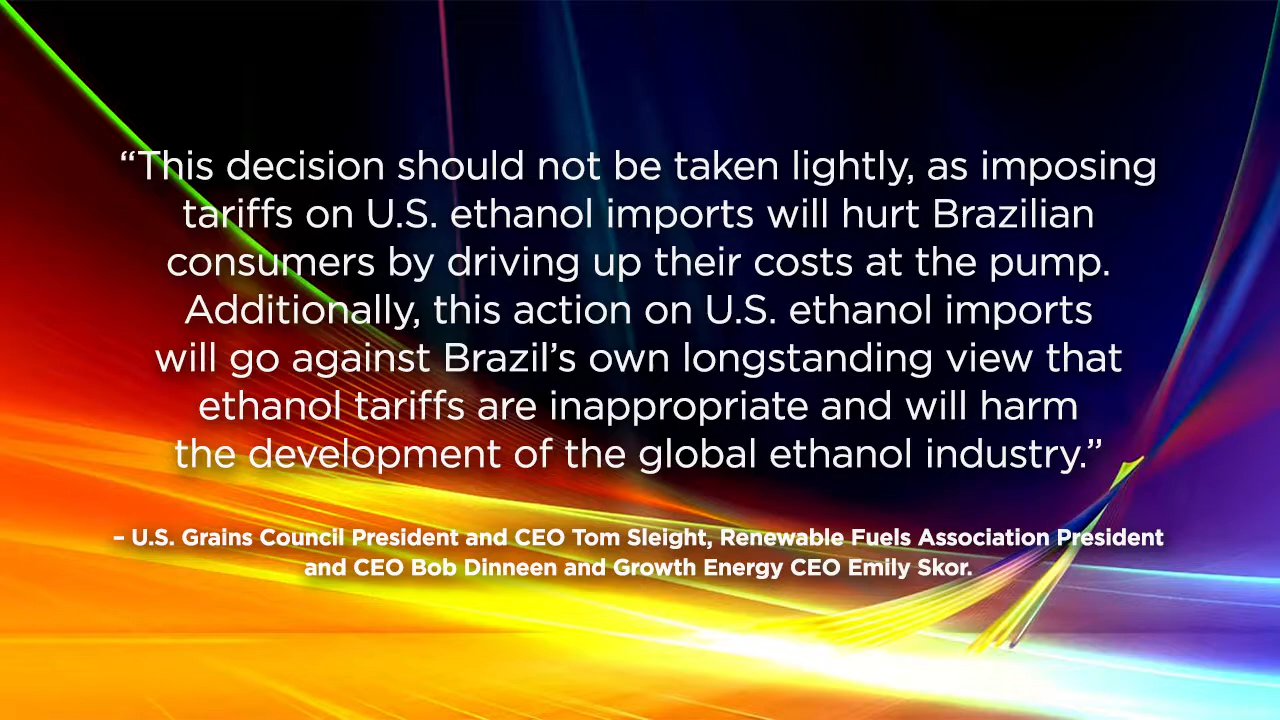 “This decision should not be taken lightly, as imposing
tariffs on U.S. ethanol imports will hurt Brazilian
consumers by driving up their costs at the pump.
Additionally, this action on U.S. ethanol imports
will go against Brazil’s own longstanding view that
ethanol tariffs are inappropriate and will harm
the development of the global ethanol industry.”
– U.S. Grains Council President and CEO Tom Sleight, Renewable Fuels Association President
and CEO Bob Dinneen and Growth Energy CEO Emily Skor.